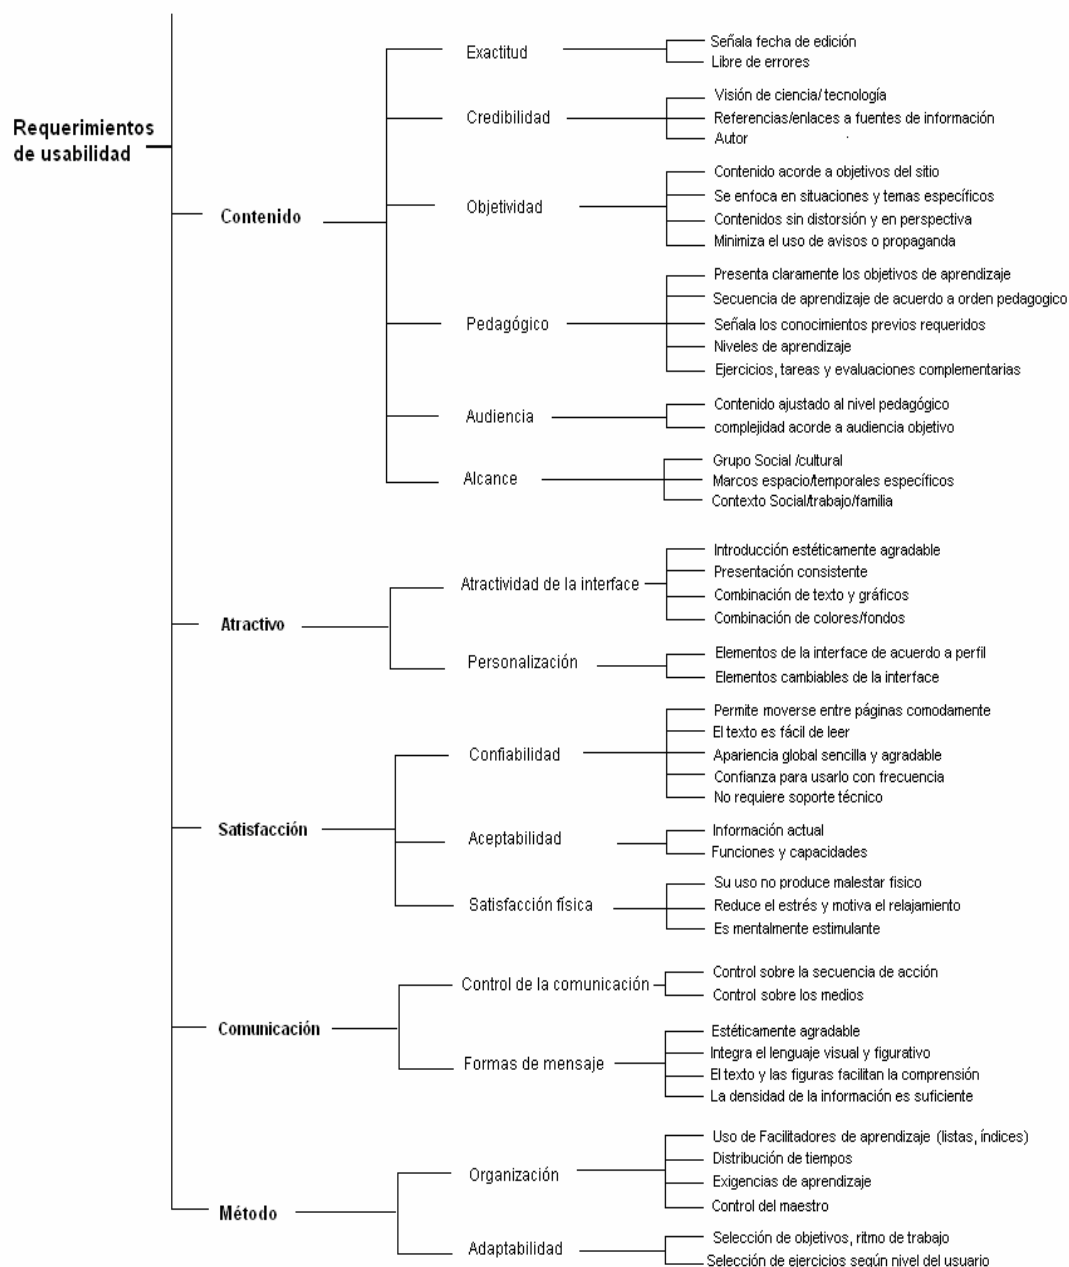 Requerimientos
de usabilidad
Contenido
Exactitud
Señala fecha de edición
Libre de errores
Credibilidad
Visión de ciencia/ tecnología
Referencias/enlaces a fuentes de información
Autor
Objetividad
Contenido acorde a objetivos del sitio
Se enfoca en situaciones y temas específicos
Contenidos sin distorsión y en perspectiva
Minimiza el uso de avisos o propaganda
Pedagógico
Presenta claramente los objetivos de aprendizaje
Secuencia de aprendizaje de acuerdo a orden pedagogico
Señala los conocimientos previos requeridos
Niveles de aprendizaje
Ejercicios, tareas y evaluaciones complementarias
Audiencia
Contenido ajustado al nivel pedagógico
complejidad acorde a audiencia objetivo
Alcance
Grupo Social /cultural
Marcos espacio/temporales específicos
Contexto Social/trabajo/familia
Atractivo
Atractividad de la interface
Introducción estéticamente agradable
Presentación consistente
Combinación de texto y gráficos
Combinación de colores/fondos
Personalización
Elementos de la interface de acuerdo a perfil
Elementos cambiables de la interface
Satisfacción
Confiabilidad
Permite moverse entre páginas comodamente
El texto es fácil de leer
Apariencia global sencilla y agradable
Confianza para usarlo con frecuencia
No requiere soporte técnico
Aceptabilidad
Información actual
Funciones y capacidades
Satisfacción física
Su uso no produce malestar fisico
Reduce el estrés y motiva el relajamiento
Es mentalmente estimulante
Comunicación
Control de la comunicación
Control sobre la secuencia de acción
Control sobre los medios
Formas de mensaje
Estéticamente agradable
Integra el lenguaje visual y figurativo
El texto y las figuras facilitan la comprensión
La densidad de la información es suficiente
Método
Organización
Uso de Facilitadores de aprendizaje (listas, índices)
Distribución de tiempos
Exigencias de aprendizaje
Control del maestro
Adaptabilidad
Selección de objetivos, ritmo de trabajo
Selección de ejercicios según nivel del usuario